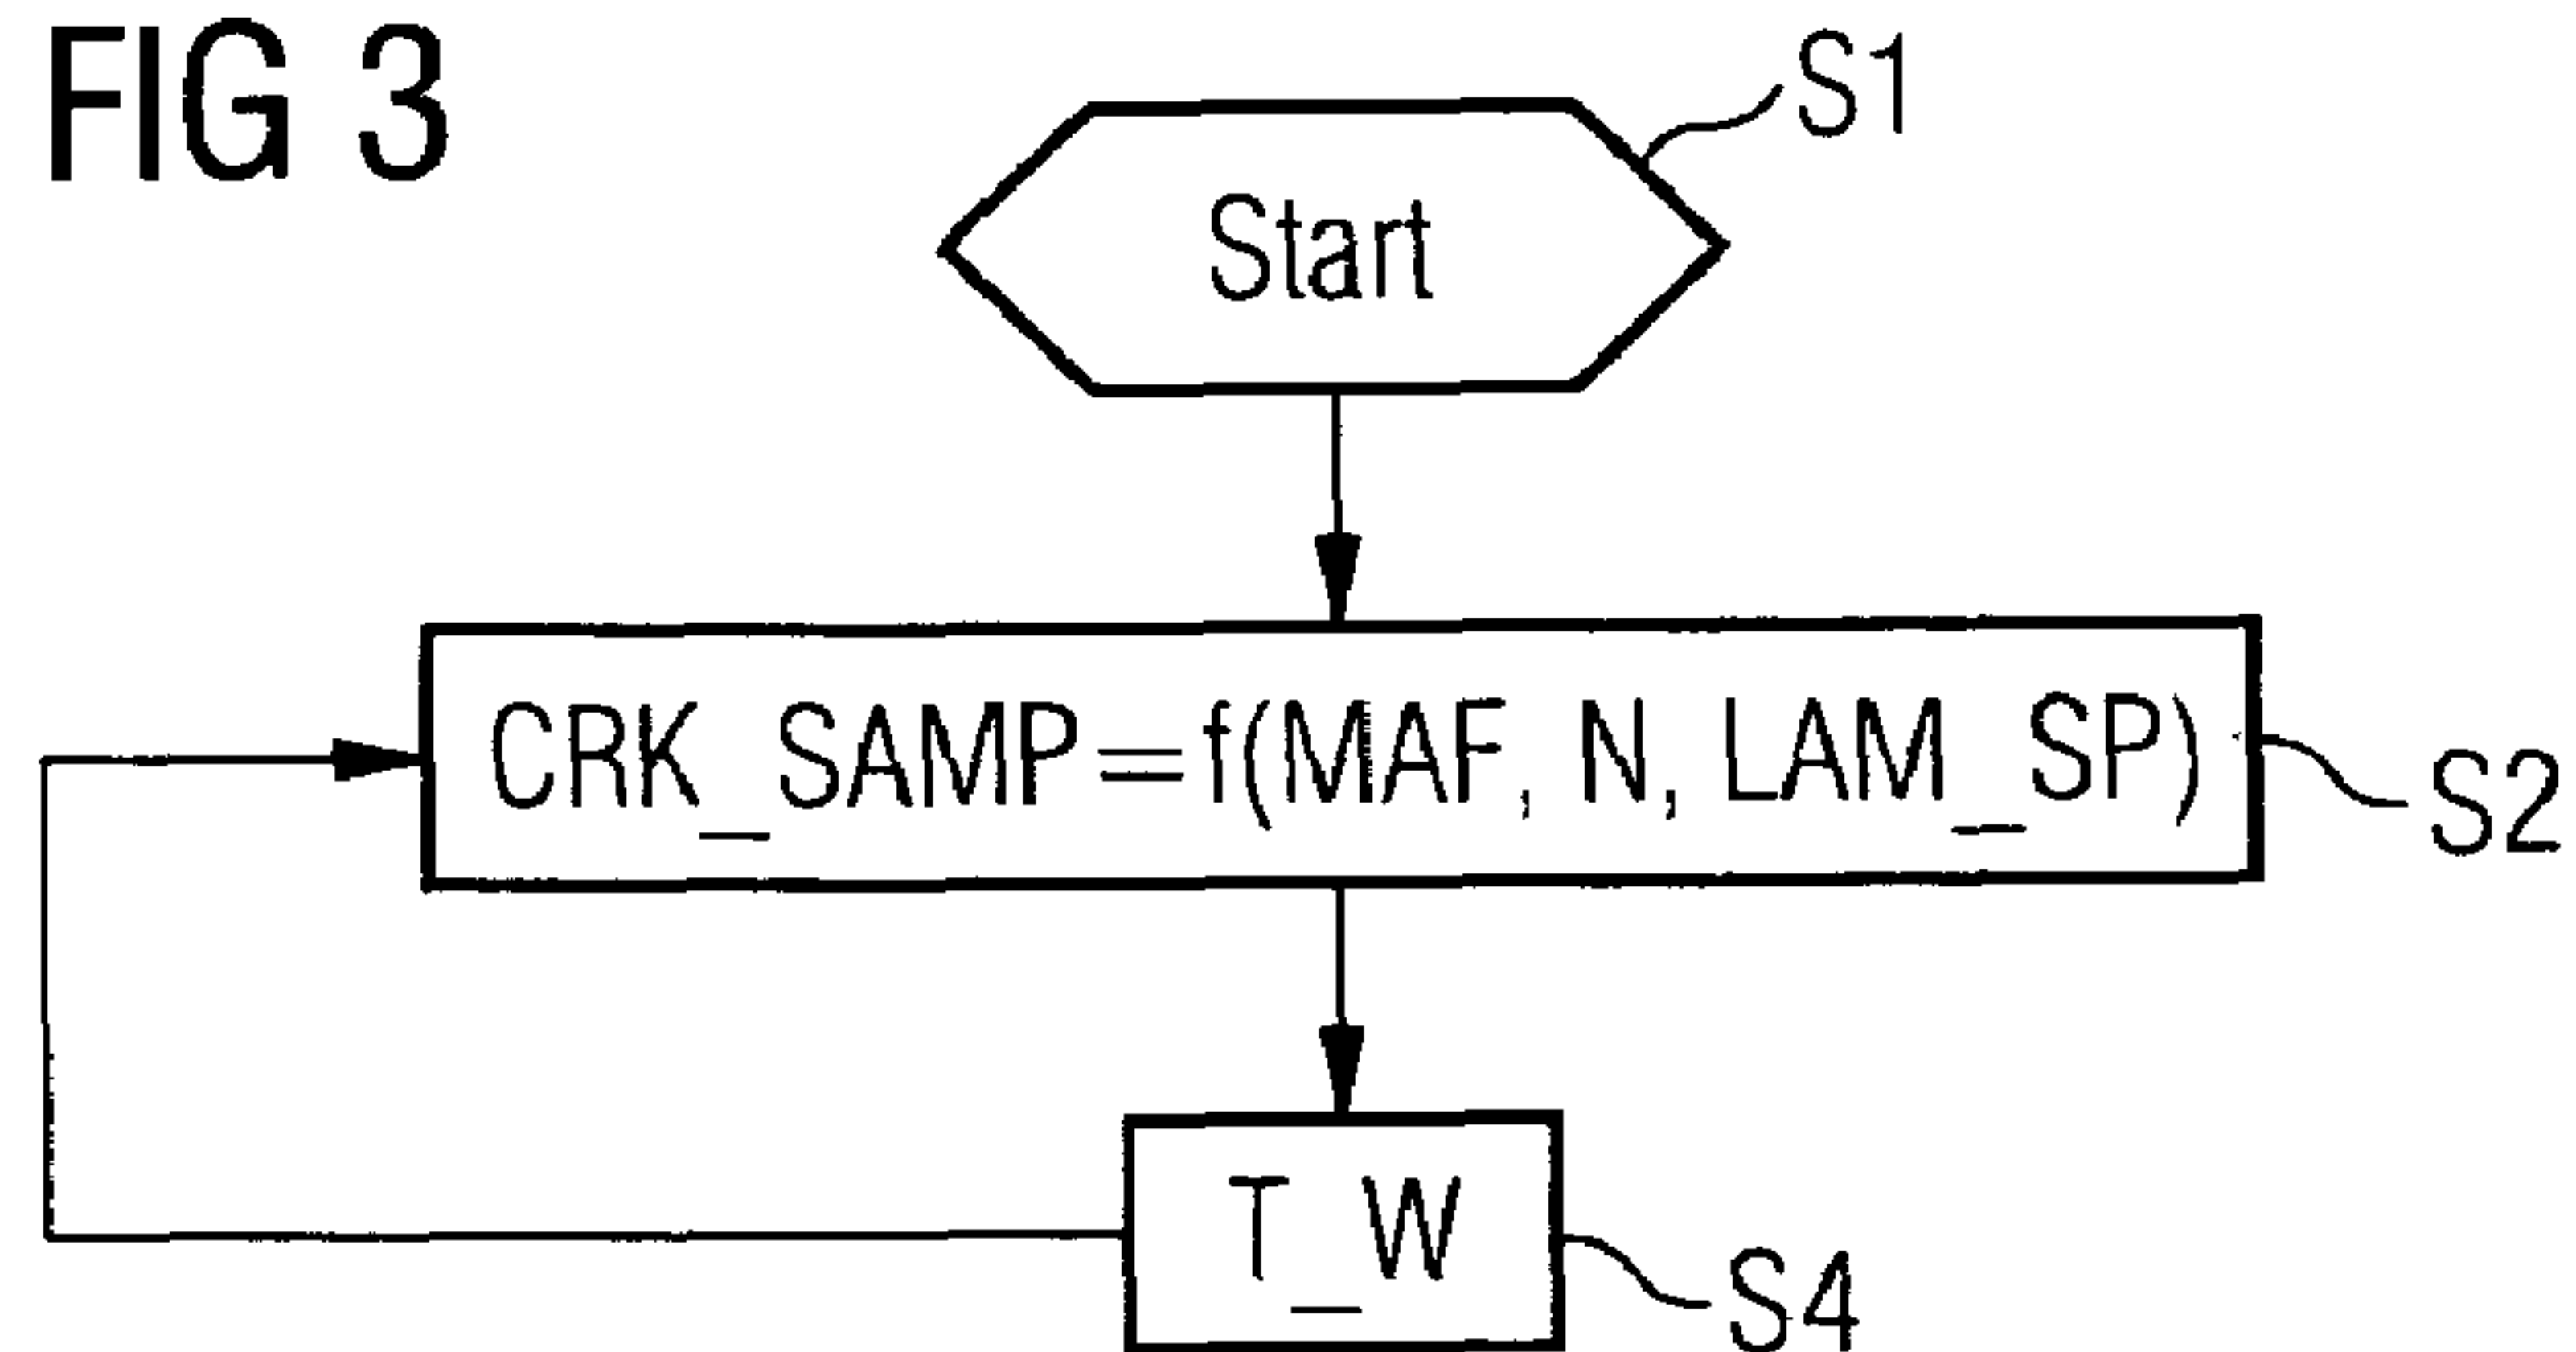 FIG 3
S1
Start
CRK_SAMP=f(MAF, N, LAM_SP)
S2
T_W
S4